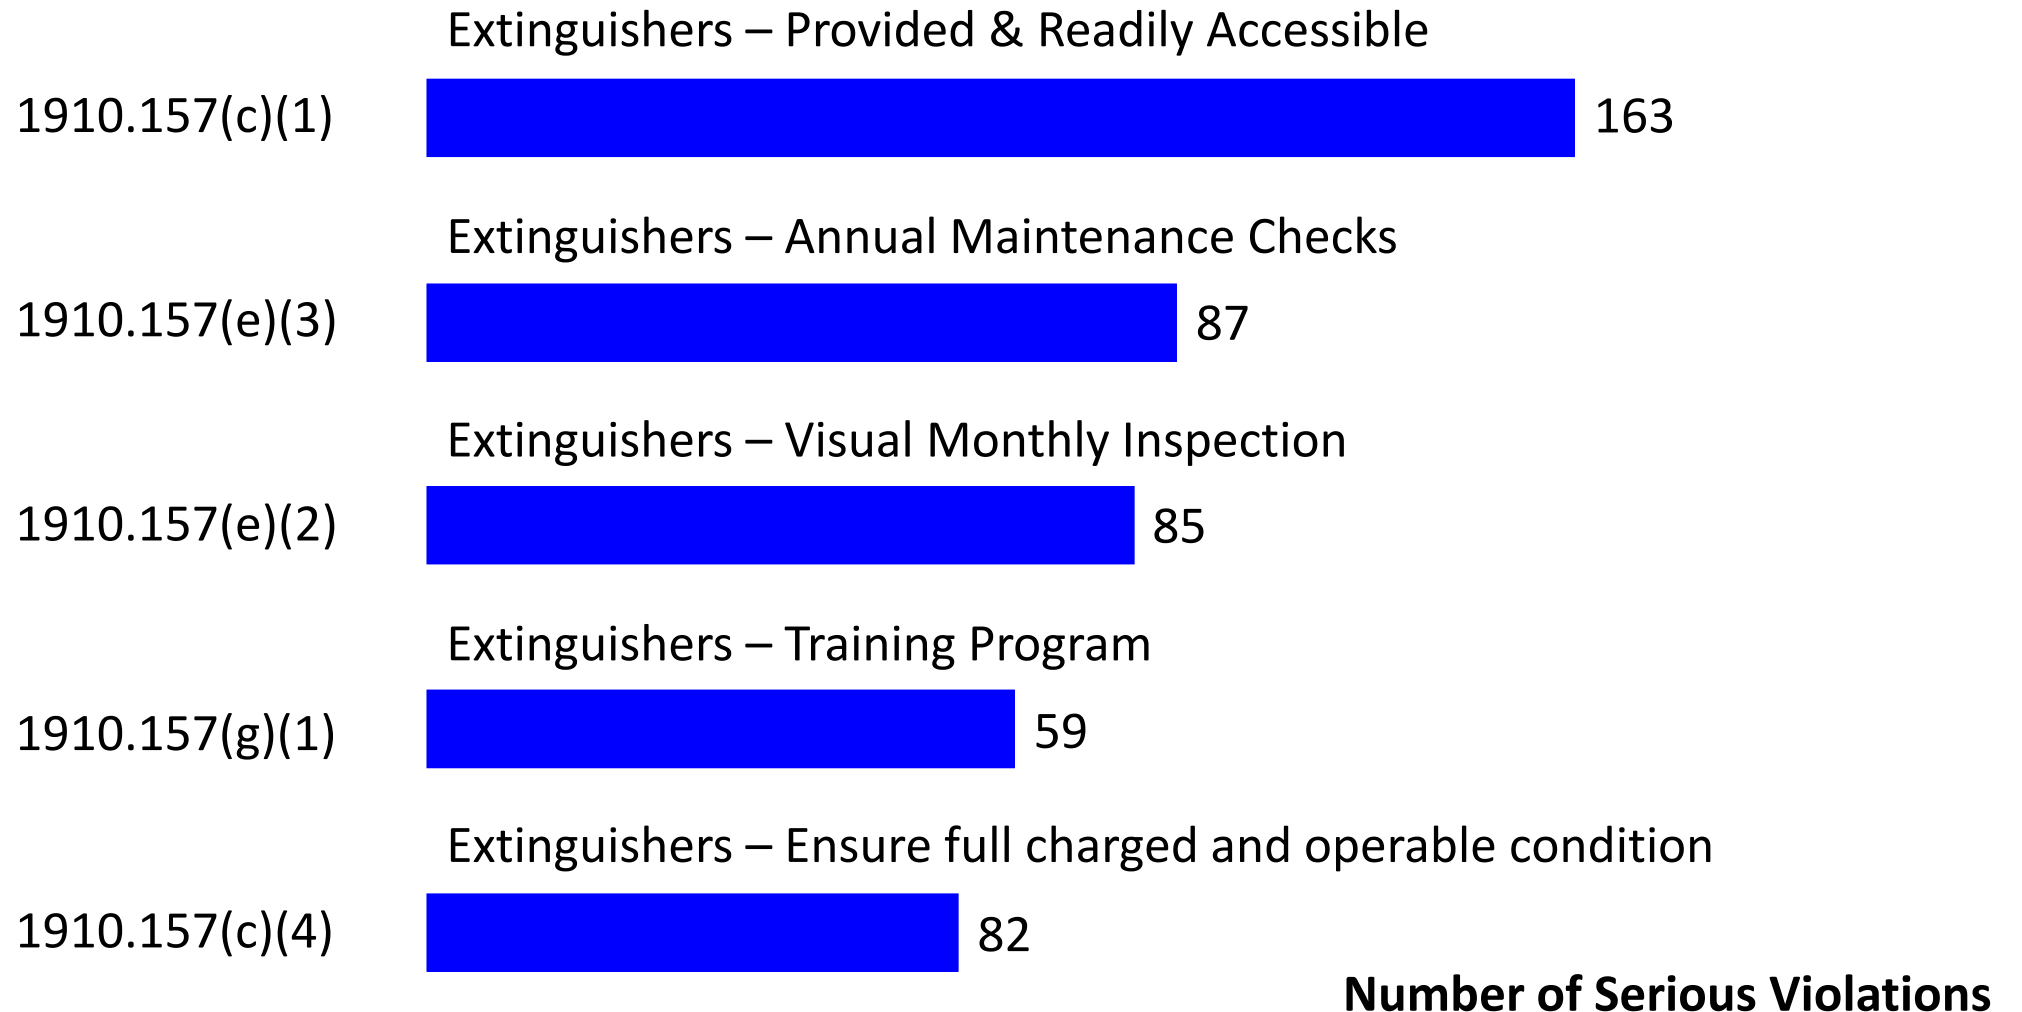 Extinguishers – Provided & Readily Accessible
1910.157(c)(1) 163
Extinguishers – Annual Maintenance Checks
1910.157(e)(3) 87
Extinguishers – Visual Monthly Inspection
1910.157(e)(2) 85
Extinguishers – Training Program
1910.157(g)(1) 59
Extinguishers – Ensure full charged and operable condition
1910.157(c)(4) 82
Number of Serious Violations